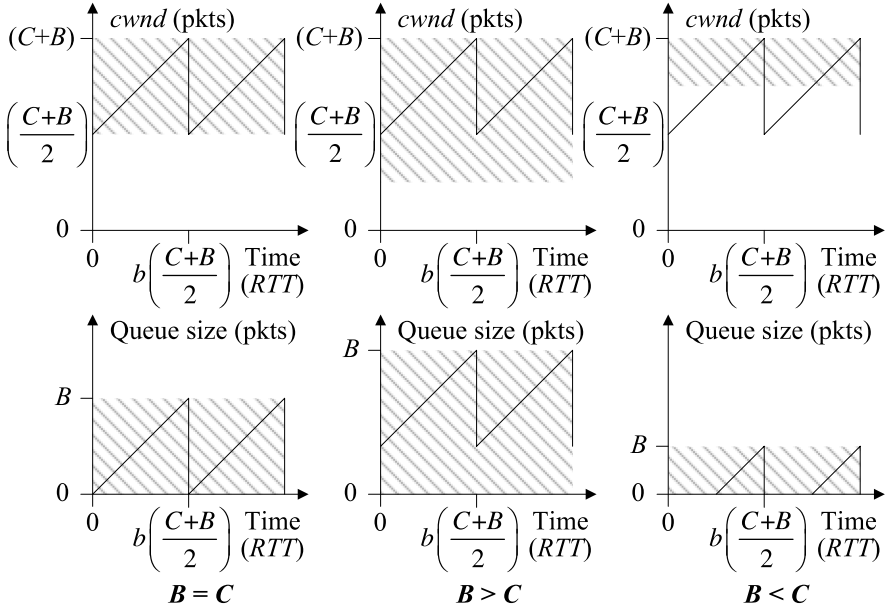 cwnd (pkts)
(C+B)
(C+B/2)
0
0
b(C+B/2)
Time
(RTT)
cwnd (pkts)
(C+B)
(C+B/2)
0
0
b(C+B/2)
Time
(RTT)
cwnd (pkts)
(C+B)
(C+B/2)
0
0
b(C+B/2)
Time
(RTT)
Queue size (pkts)
B
0
0
b(C+B/2)
Time
(RTT)
B = C
Queue size (pkts)
B
0
0
b(C+B/2)
Time
(RTT)
B > C
Queue size (pkts)
B
0
0
b(C+B/2)
Time
(RTT)
B < C